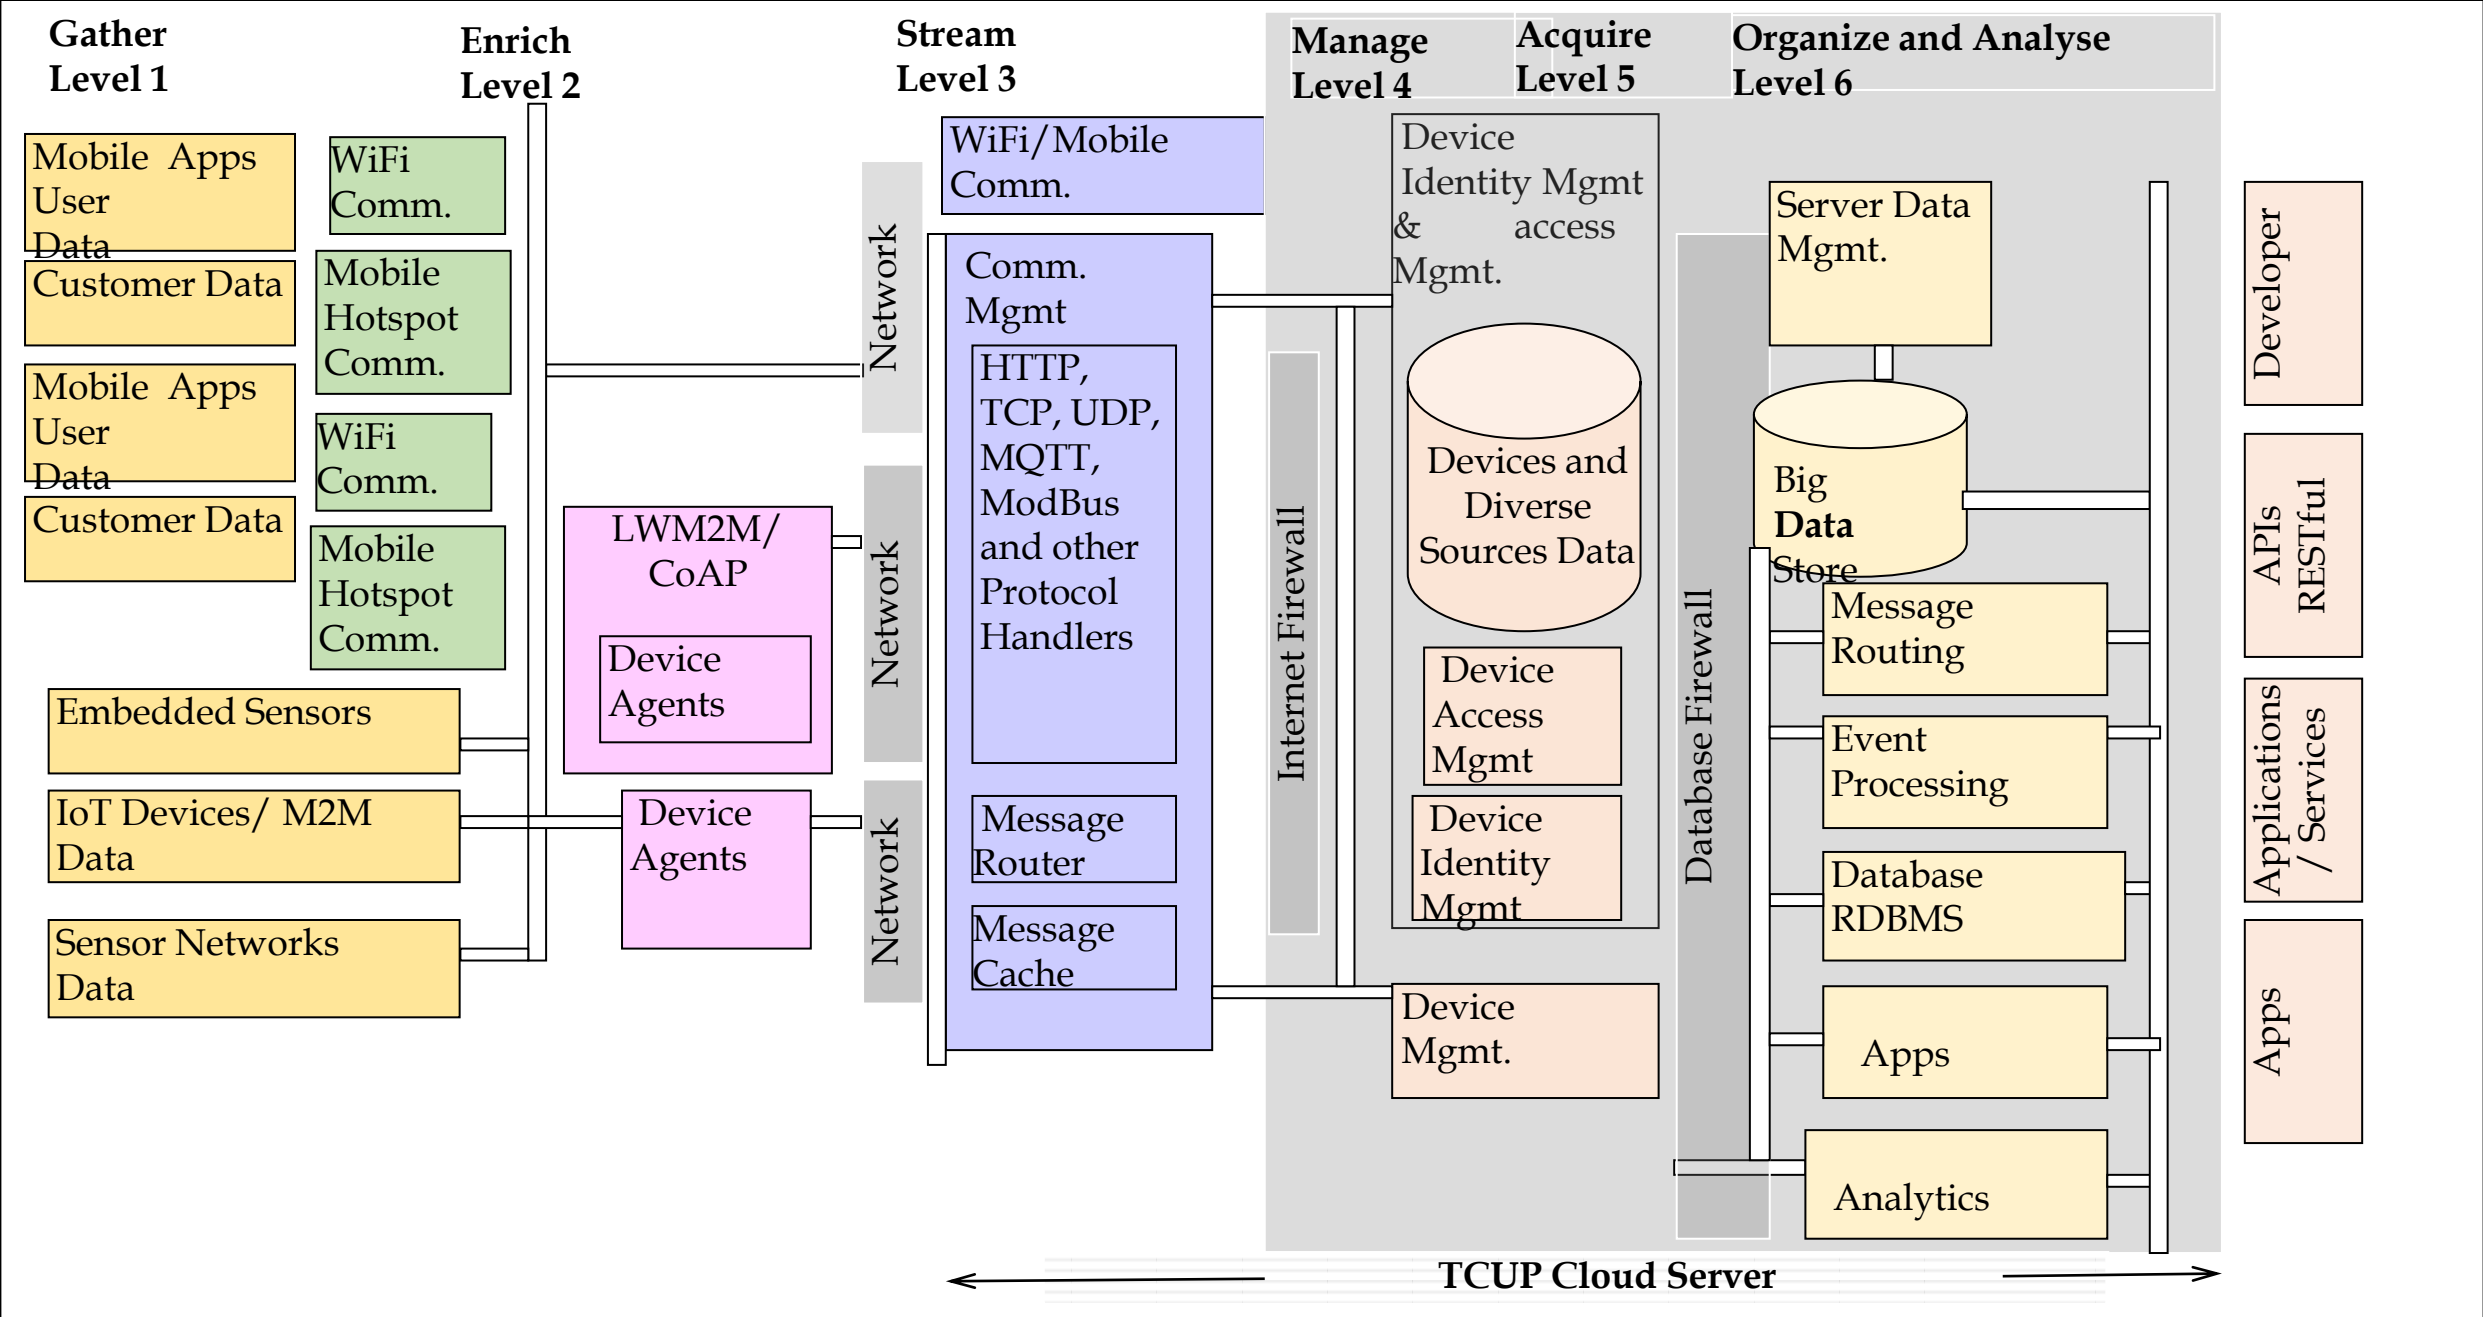 Gather
Level 1
Enrich
Level 2
Stream
Level 3
Manage
Level 4
Acquire
Level 5
Organize and Analyse
Level 6
Mobile Apps
User
Data
Customer Data
Mobile Apps
User
Data
Customer Data
Embedded Sensors
IoT Devices/ M2M
Data
Sensor Networks
Data
WiFi
Comm.
Mobile
Hotspot
Comm.
WiFi
Comm.
Mobile
Hotspot
Comm.
LWM2M/
CoAP
Device
Agents
Device
Agents
Network
Network
Network
WiFi/Mobile
Comm.
Comm.
Mgmt
HTTP,
TCP, UDP,
MQTT,
ModBus
and other
Protocol
Handlers
Message
Router
Message
Cache
Internet Firewall
Device
Identity Mgmt
& access
Mgmt.
Devices and
Diverse
Sources Data
Device
Access
Mgmt
Device
Identity
Mgmt
Device
Mgmt.
Database Firewall
Server Data
Mgmt.
Big
Data
Store
Message
Routing
Event
Processing
Database
RDBMS
Apps
Analytics
Developer
APIs
RESTful
Applications
/ Services
Apps
TCUP Cloud Server